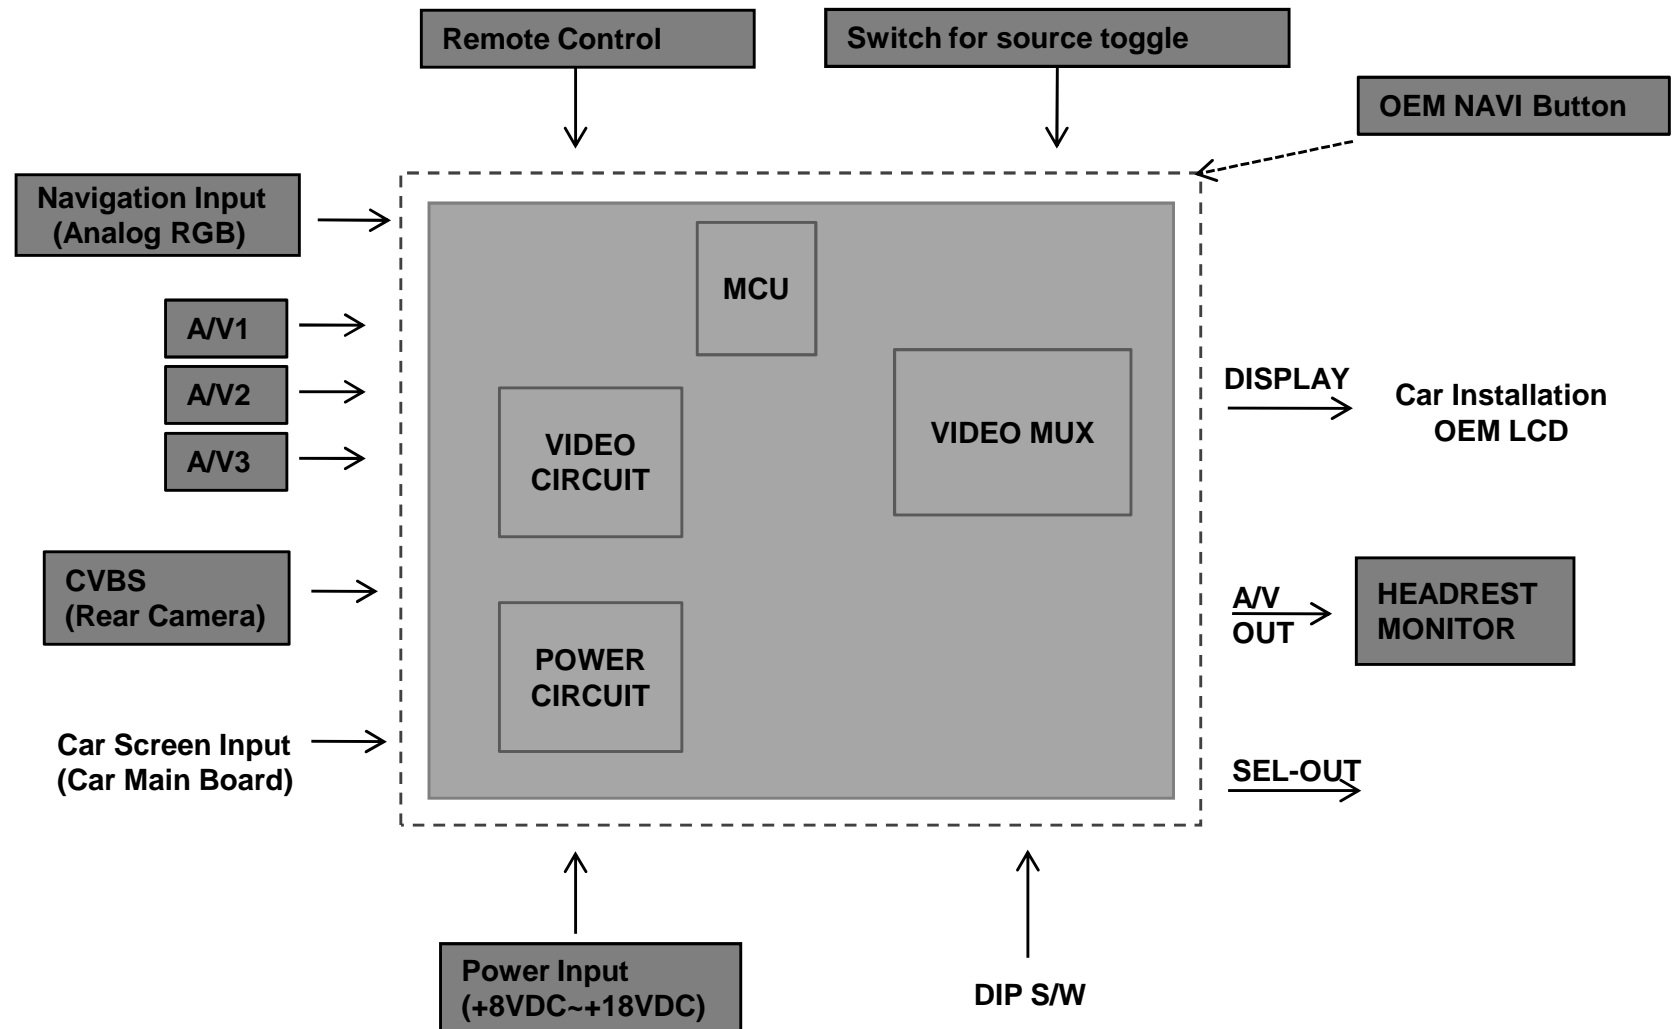 Remote Control
Switch for source toggle
OEM NAVI Button
Navigation Input
(Analog RGB)
MCU
A/V1
A/V2
A/V3
VIDEO
CIRCUIT
VIDEO MUX
DISPLAY
Car Installation
OEM LCD
CVBS
(Rear Camera)
A/V
OUT
HEADREST
MONITOR
POWER
CIRCUIT
Car Screen Input
(Car Main Board)
SEL-OUT
Power Input
(+8VDC~+18VDC)
DIP S/W